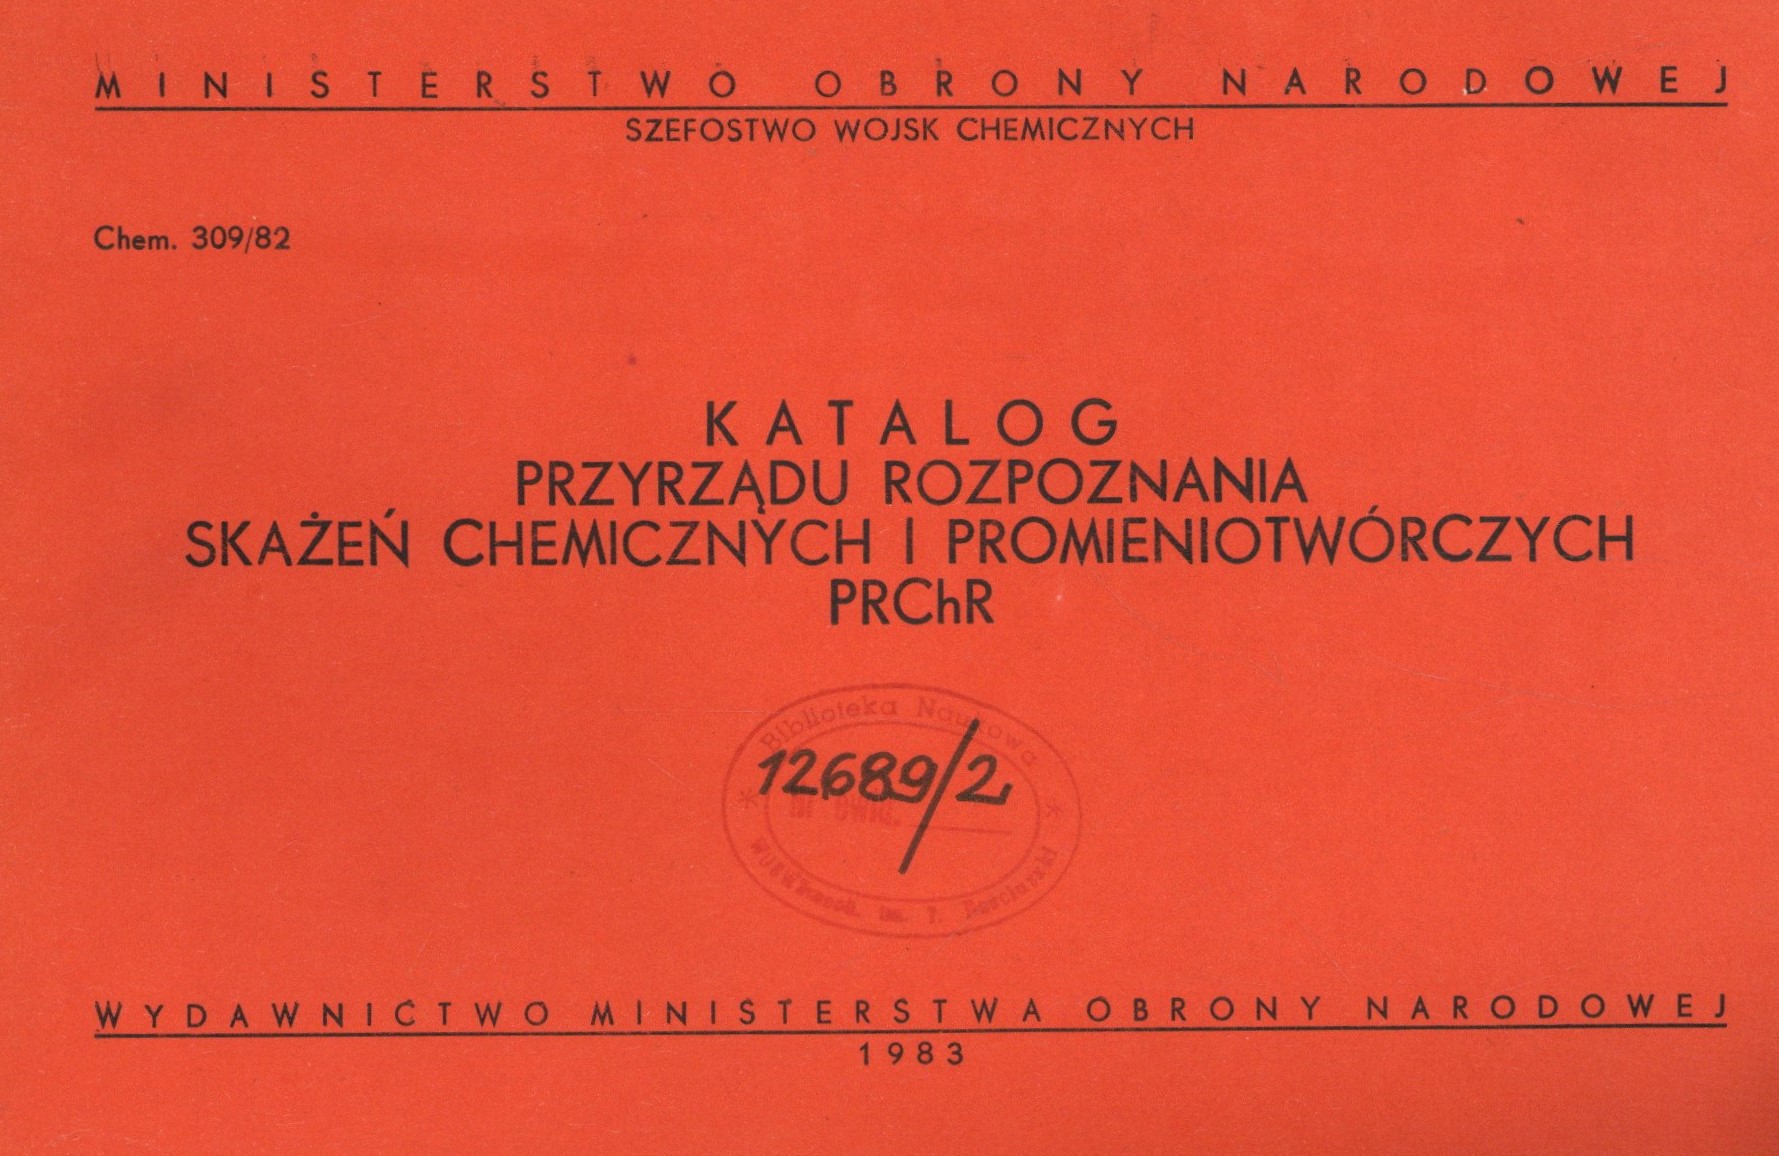 MINISTERSTWO OBRONY NARODOWEJ
SZEFOSTWO WOJSK CHEMICZNYCH
Chem. 309/82
KATALOG
PRZYRZĄDU ROZPOZNANIA
SKAŻEŃ CHEMICZNYCH I PROMIENIOTWÓRCZYCH
PRChR
Biblioteka Naukowa
12689/2
im. T.
WYDAWNICTWO MINISTERSTWA OBRONY NARODOWEJ
1983